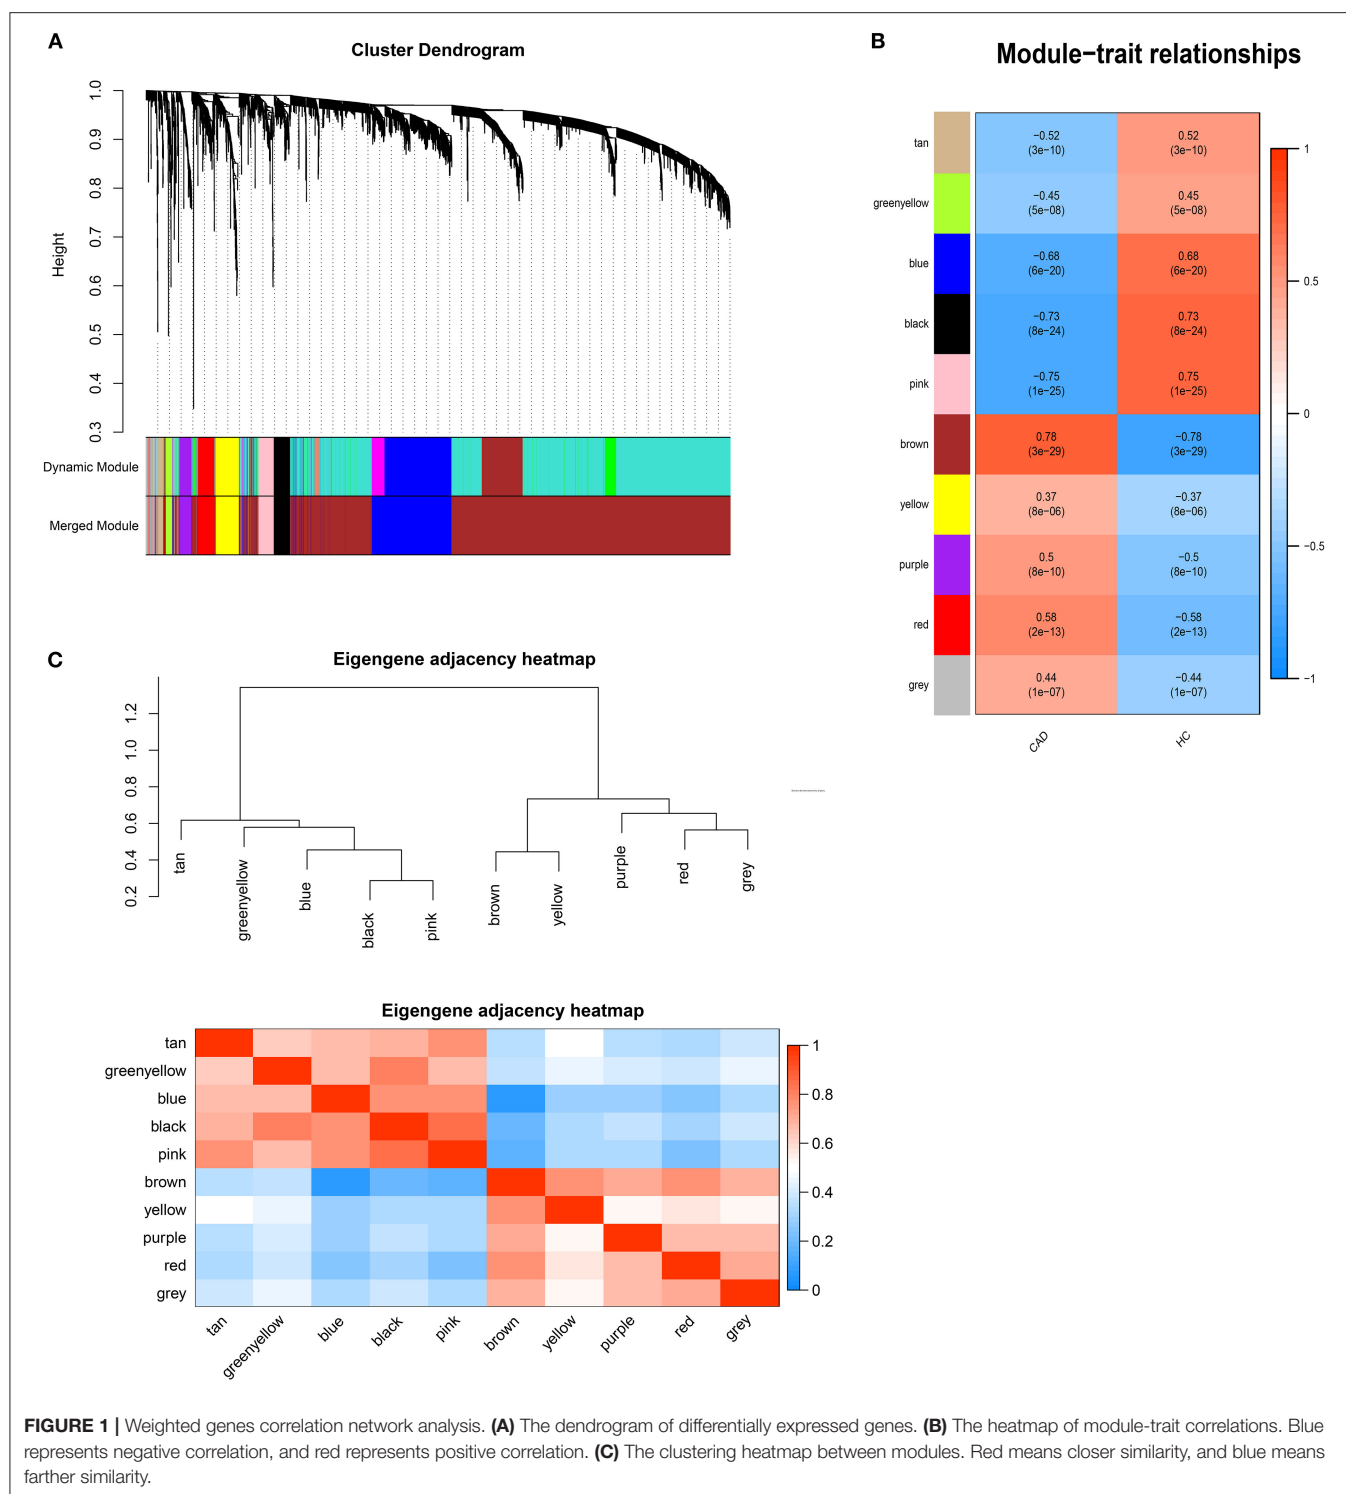 A
Cluster Dendrogram
Height
1.0
0.9
0.8
0.7
0.6
0.5
0.4
0.3
Dynamic Module
Merged Module
B
Module−trait relationships
tan
−0.52
(3e−10)
0.52
(3e−10)
greenyellow
−0.45
(5e−08)
0.45
(5e−08)
blue
−0.68
(6e−20)
0.68
(6e−20)
black
−0.73
(8e−24)
0.73
(8e−24)
pink
−0.75
(1e−25)
0.75
(1e−25)
brown
0.78
(3e−29)
−0.78
(3e−29)
yellow
0.37
(8e−06)
−0.37
(8e−06)
purple
0.5
(8e−10)
−0.5
(8e−10)
red
0.58
(2e−13)
−0.58
(2e−13)
grey
0.44
(1e−07)
−0.44
(1e−07)
CAD
HC
1
0.5
0
−0.5
−1
C
Eigengene adjacency heatmap
1.2
1.0
0.8
0.6
0.4
0.2
tan
greenyellow
blue
black
pink
brown
yellow
purple
red
grey
Eigengene adjacency heatmap
tan
greenyellow
blue
black
pink
brown
yellow
purple
red
grey
tan
greenyellow
blue
black
pink
brown
yellow
purple
red
grey
1
0.8
0.6
0.4
0.2
0
FIGURE 1 | Weighted genes correlation network analysis. (A) The dendrogram of differentially expressed genes. (B) The heatmap of module-trait correlations. Blue
represents negative correlation, and red represents positive correlation. (C) The clustering heatmap between modules. Red means closer similarity, and blue means
farther similarity.